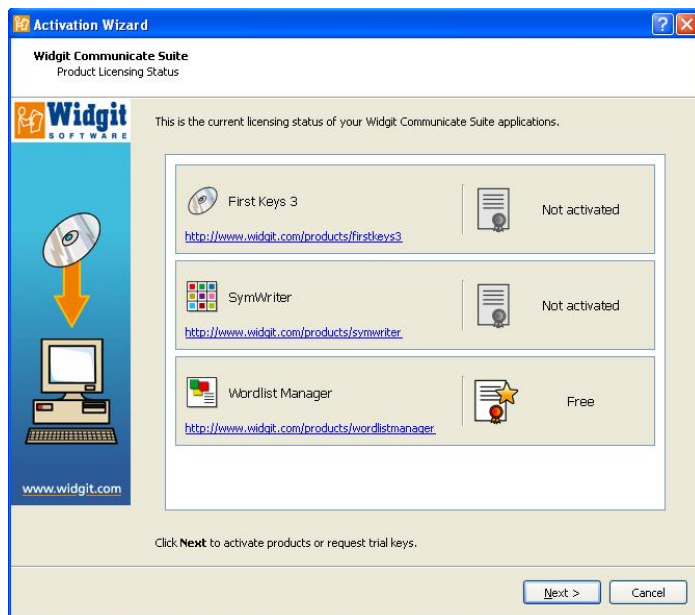 Activation Wizard
Widgit Communicate Suite
Product Licensing Status
Widgit
SOFTWARE
This is the current licensing status of your Widgit Communicate Suite applications.
First Keys 3
Not activated
http://www.widgit.com/products/firstkeys3
SymWriter
Not activated
http://www.widgit.com/products/symwriter
Wordlist Manager
Free
http://www.widgit.com/products/wordlistmanager
www.widgit.com
Click Next to activate products or request trial keys.
Next >
Cancel